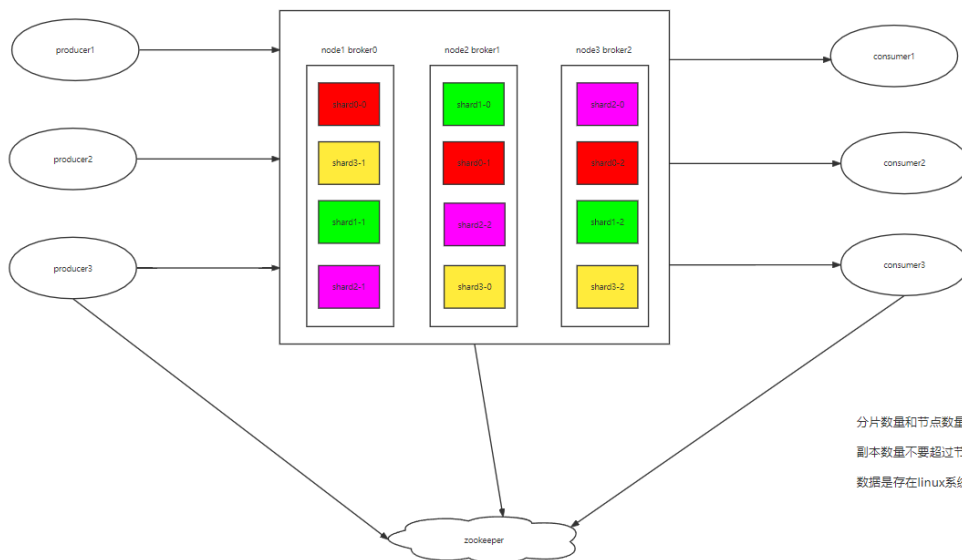 producer1
node1 broker0
node2 broker1
node3 broker2
consumer1
shard0-0
shard1-0
shard2-0
producer2
shard3-1
shard0-1
shard0-2
consumer2
shard1-1
shard2-2
shard1-2
producer3
consumer3
shard2-1
shard3-0
shard3-2
分片数量和节点数量
副本数量不要超过节
数据是存在linux系
zookeeper